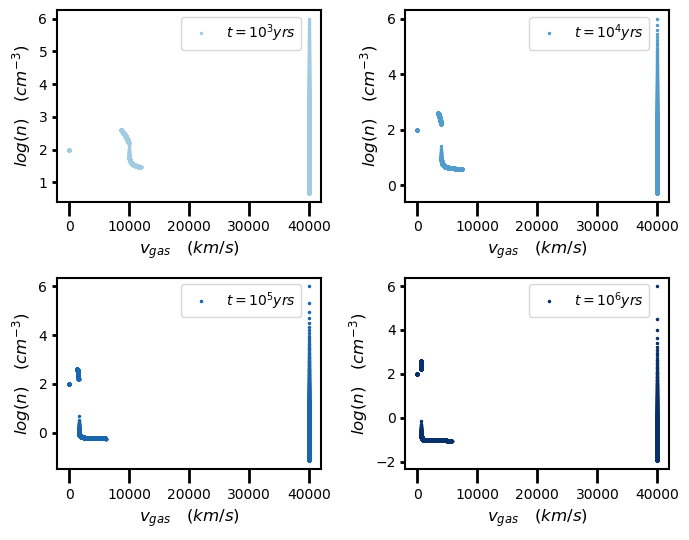 t = 10³yrs
6
5
4
3
2
1
0 10000 20000 30000 40000
v_gas (km/s)
log(n) (cm⁻³)
t = 10⁴yrs
6
4
2
0
0 10000 20000 30000 40000
v_gas (km/s)
log(n) (cm⁻³)
t = 10⁵yrs
6
4
2
0
0 10000 20000 30000 40000
v_gas (km/s)
log(n) (cm⁻³)
t = 10⁶yrs
6
4
2
0
−2
0 10000 20000 30000 40000
v_gas (km/s)
log(n) (cm⁻³)